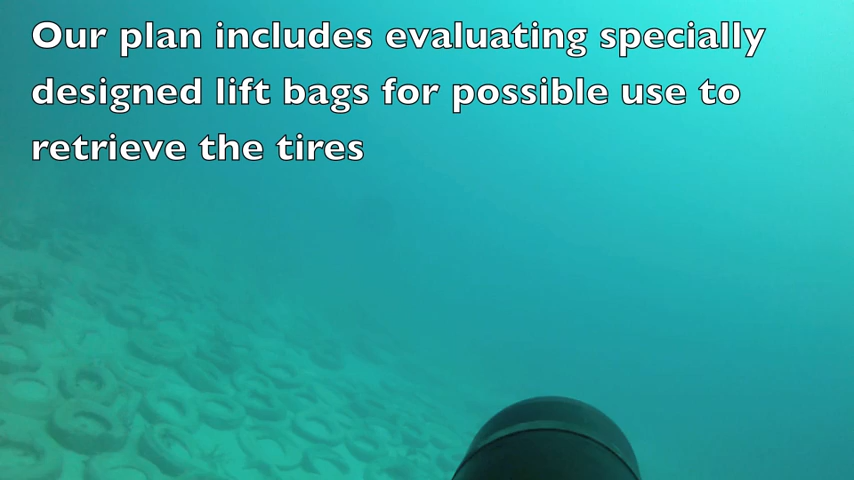 Our plan includes evaluating specially
designed lift bags for possible use to
retrieve the tires